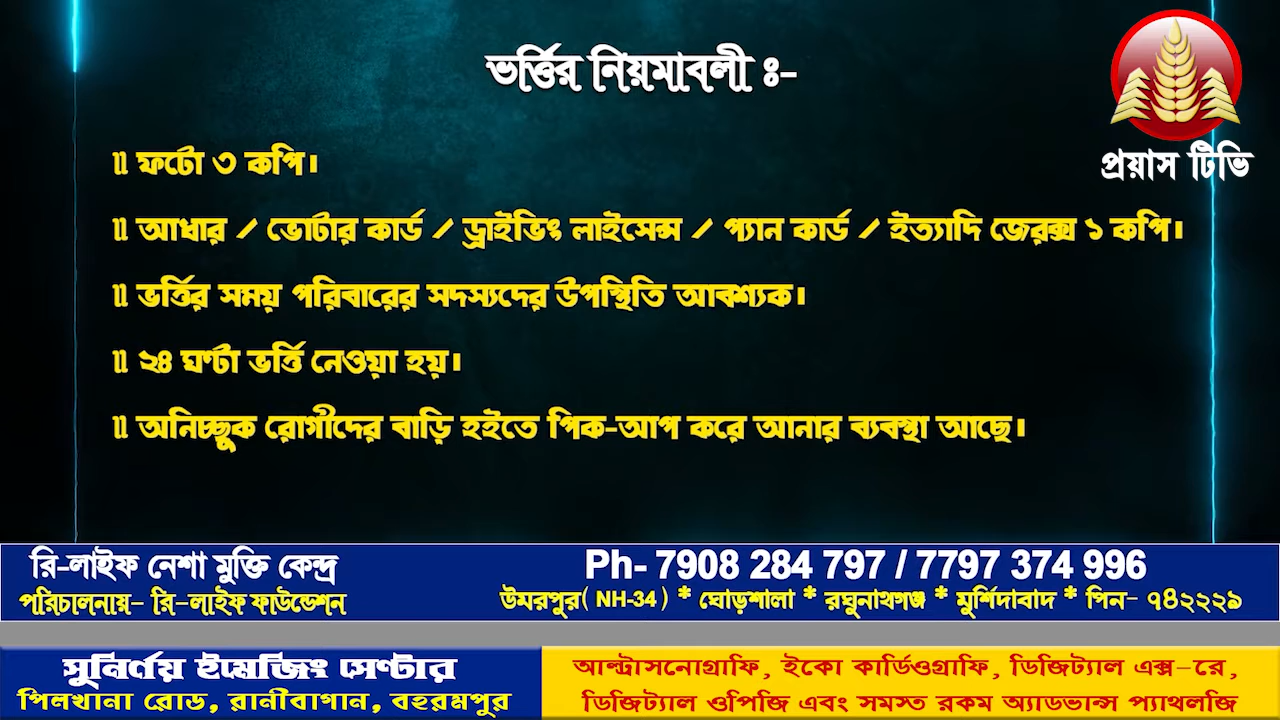 ভর্ত্তির নিয়মাবলী ঃ-
প্রয়াস টিভি
॥ ফটো ৩ কপি।
॥ আধার / ভোটার কার্ড / ড্রাইভিং লাইসেন্স / প্যান কার্ড / ইত্যাদি জেরক্স ১ কপি।
॥ ভর্ত্তির সময় পরিবারের সদস্যদের উপস্থিতি আবশ্যক।
॥ ২৪ ঘণ্টা ভর্ত্তি নেওয়া হয়।
॥ অনিচ্ছুক রোগীদের বাড়ি হইতে পিক-আপ করে আনার ব্যবস্থা আছে।
রি-লাইফ নেশা মুক্তি কেন্দ্র
পরিচালনায়- রি-লাইফ ফাউন্ডেশন
Ph- 7908 284 797 / 7797 374 996
উমরপুর( NH-34 ) * ঘোড়শালা * রঘুনাথগঞ্জ * মুর্শিদাবাদ * পিন- ৭৪২২২৯
সুনির্ণয় ইমেজিং সেণ্টার
পিলখানা রোড, রানীবাগান, বহরমপুর
আল্ট্রাসনোগ্রাফি, ইকো কার্ডিওগ্রাফি, ডিজিট্যাল এক্স-রে,
ডিজিট্যাল ওপিজি এবং সমস্ত রকম অ্যাডভান্স প্যাথলজি